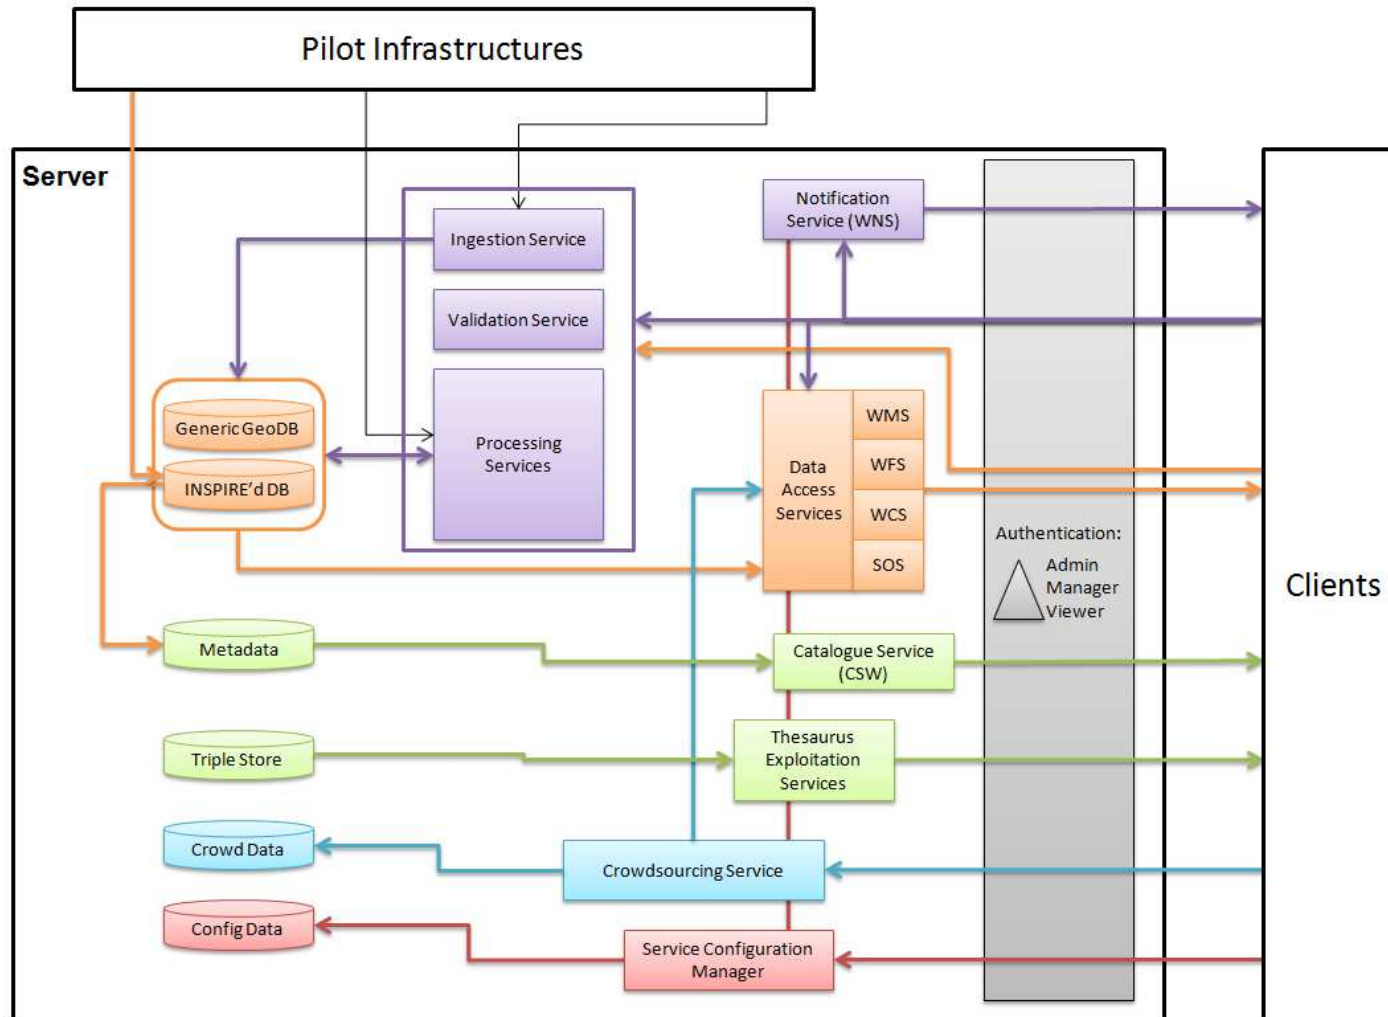 Pilot Infrastructures
Server
Notification
Service (WNS)
Ingestion Service
Validation Service
Processing
Services
Generic GeoDB
INSPIRE'd DB
Data
Access
Services
WMS
WFS
WCS
SOS
Authentication:
Admin
Manager
Viewer
Clients
Metadata
Catalogue Service
(CSW)
Triple Store
Thesaurus
Exploitation
Services
Crowd Data
Crowdsourcing Service
Config Data
Service Configuration
Manager